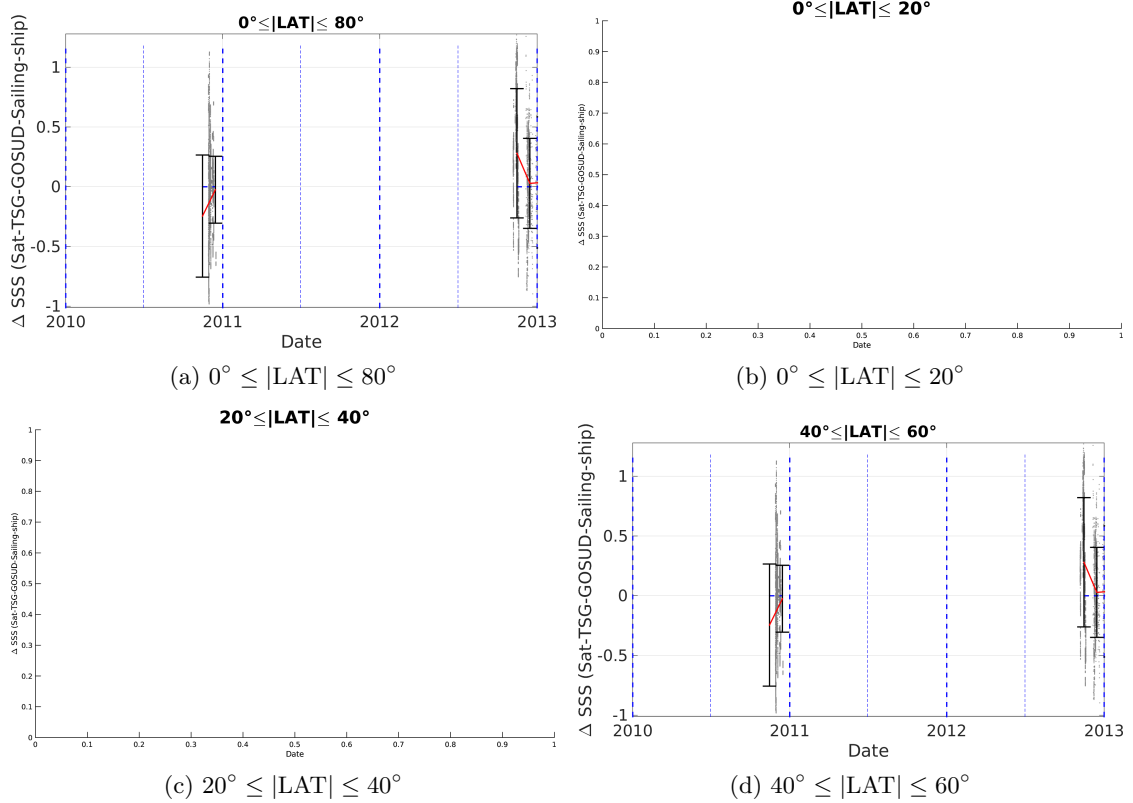 0°≤|LAT|≤ 80°
Δ SSS (Sat-TSG-GOSUD-Sailing-ship)
1
0.5
0
-0.5
-1
2010 2011 2012 2013
Date
(a) 0° ≤ |LAT| ≤ 80°
0°≤|LAT|≤ 20°
Δ SSS (Sat-TSG-GOSUD-Sailing-ship)
1
0.9
0.8
0.7
0.6
0.5
0.4
0.3
0.2
0.1
0
0 0.1 0.2 0.3 0.4 0.5 0.6 0.7 0.8 0.9 1
Date
(b) 0° ≤ |LAT| ≤ 20°
20°≤|LAT|≤ 40°
Δ SSS (Sat-TSG-GOSUD-Sailing-ship)
1
0.9
0.8
0.7
0.6
0.5
0.4
0.3
0.2
0.1
0
0 0.1 0.2 0.3 0.4 0.5 0.6 0.7 0.8 0.9 1
Date
(c) 20° ≤ |LAT| ≤ 40°
40°≤|LAT|≤ 60°
Δ SSS (Sat-TSG-GOSUD-Sailing-ship)
1
0.5
0
-0.5
-1
2010 2011 2012 2013
Date
(d) 40° ≤ |LAT| ≤ 60°